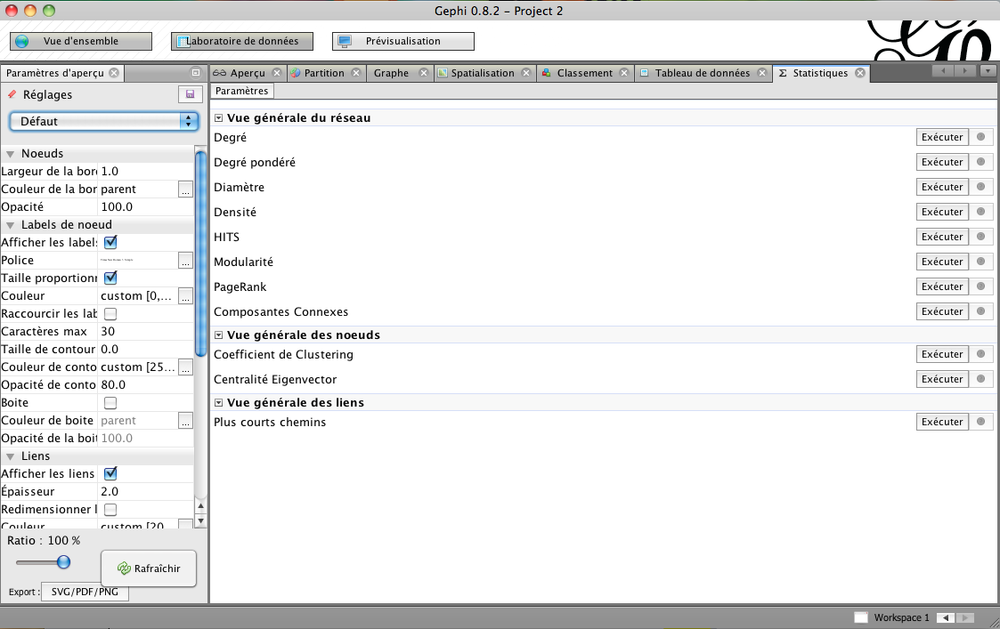 Gephi 0.8.2 – Project 2
Vue d'ensemble
Laboratoire de données
Prévisualisation
Paramètres d'aperçu
Aperçu
Partition
Graphe
Spatialisation
Classement
Tableau de données
Σ Statistiques
Réglages
Paramètres
Défaut
Noeuds
Largeur de la bor 1.0
Couleur de la bor parent ...
Opacité 100.0
Labels de noeud
Afficher les labels
Police ...
Taille proportionn
Couleur custom [0,... ...
Raccourcir les lab
Caractères max 30
Taille de contour 0.0
Couleur de conto custom [25... ...
Opacité de conto 80.0
Boite
Couleur de boite parent ...
Opacité de la boit 100.0
Liens
Afficher les liens
Épaisseur 2.0
Redimensionner l
Couleur custom [20
Ratio : 100 %
Rafraîchir
Export : SVG/PDF/PNG
Vue générale du réseau
Degré Exécuter
Degré pondéré Exécuter
Diamètre Exécuter
Densité Exécuter
HITS Exécuter
Modularité Exécuter
PageRank Exécuter
Composantes Connexes Exécuter
Vue générale des noeuds
Coefficient de Clustering Exécuter
Centralité Eigenvector Exécuter
Vue générale des liens
Plus courts chemins Exécuter
Workspace 1